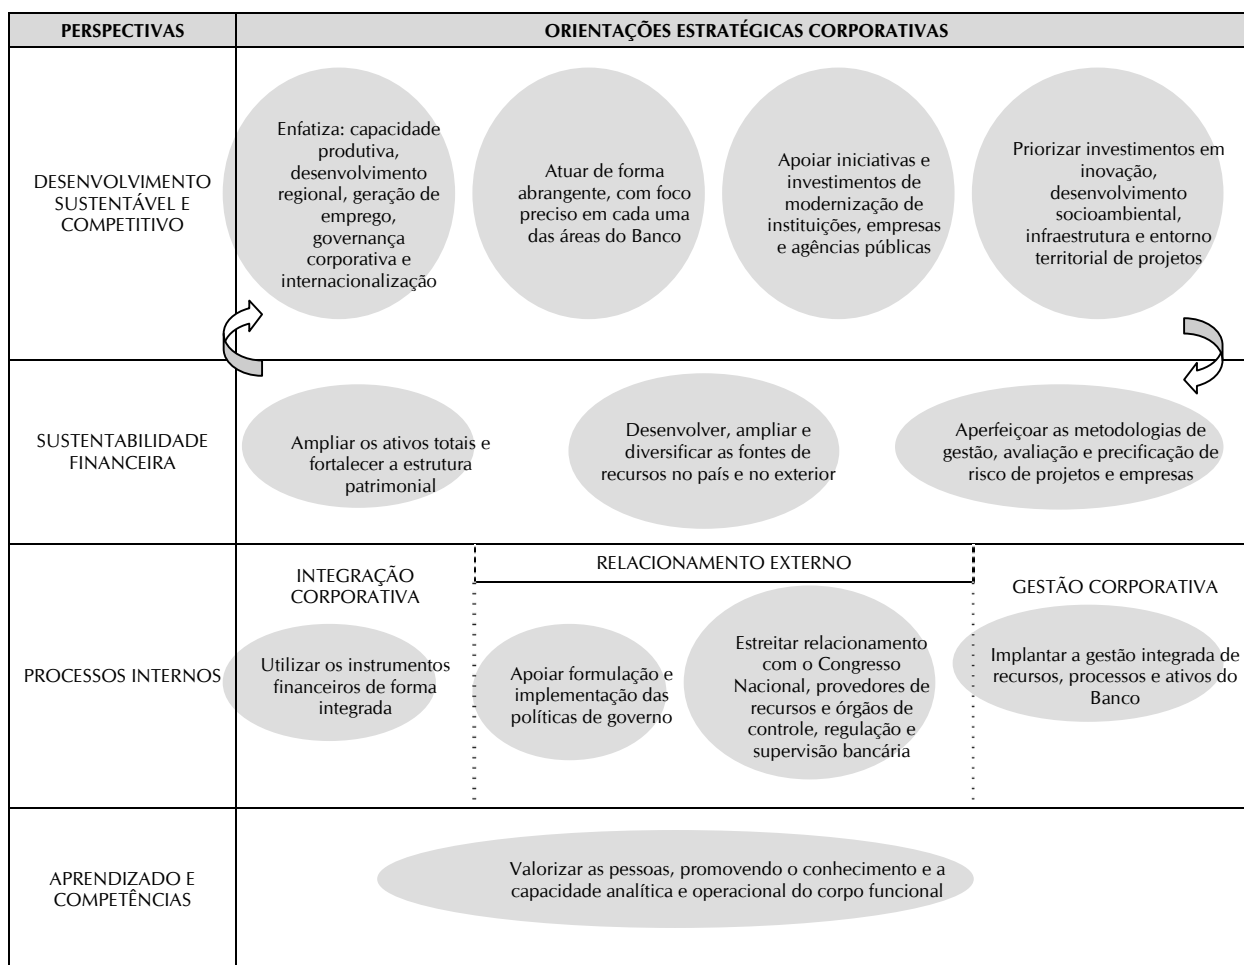 PERSPECTIVAS
ORIENTAÇÕES ESTRATÉGICAS CORPORATIVAS
DESENVOLVIMENTO
SUSTENTÁVEL E
COMPETITIVO
Enfatiza: capacidade
produtiva,
desenvolvimento
regional, geração de
emprego,
governança
corporativa e
internacionalização
Atuar de forma
abrangente, com foco
preciso em cada uma
das áreas do Banco
Apoiar iniciativas e
investimentos de
modernização de
instituições, empresas
e agências públicas
Priorizar investimentos em
inovação,
desenvolvimento
socioambiental,
infraestrutura e entorno
territorial de projetos
SUSTENTABILIDADE
FINANCEIRA
Ampliar os ativos totais e
fortalecer a estrutura
patrimonial
Desenvolver, ampliar e
diversificar as fontes de
recursos no país e no exterior
Aperfeiçoar as metodologias de
gestão, avaliação e precificação de
risco de projetos e empresas
PROCESSOS INTERNOS
INTEGRAÇÃO
CORPORATIVA
Utilizar os instrumentos
financeiros de forma
integrada
RELACIONAMENTO EXTERNO
Apoiar formulação e
implementação das
políticas de governo
Estreitar relacionamento
com o Congresso
Nacional, provedores de
recursos e órgãos de
controle, regulação e
supervisão bancária
GESTÃO CORPORATIVA
Implantar a gestão integrada de
recursos, processos e ativos do
Banco
APRENDIZADO E
COMPETÊNCIAS
Valorizar as pessoas, promovendo o conhecimento e a
capacidade analítica e operacional do corpo funcional